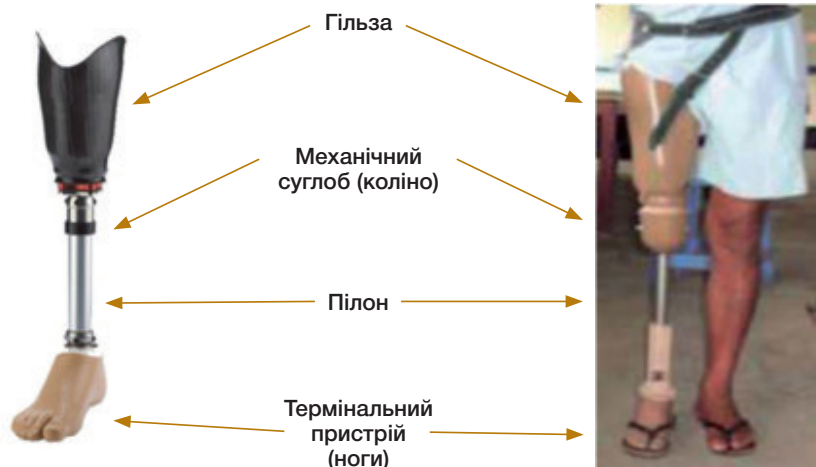 Гільза
Механічний
суглоб (коліно)
Пілон
Термінальний
пристрій
(ноги)